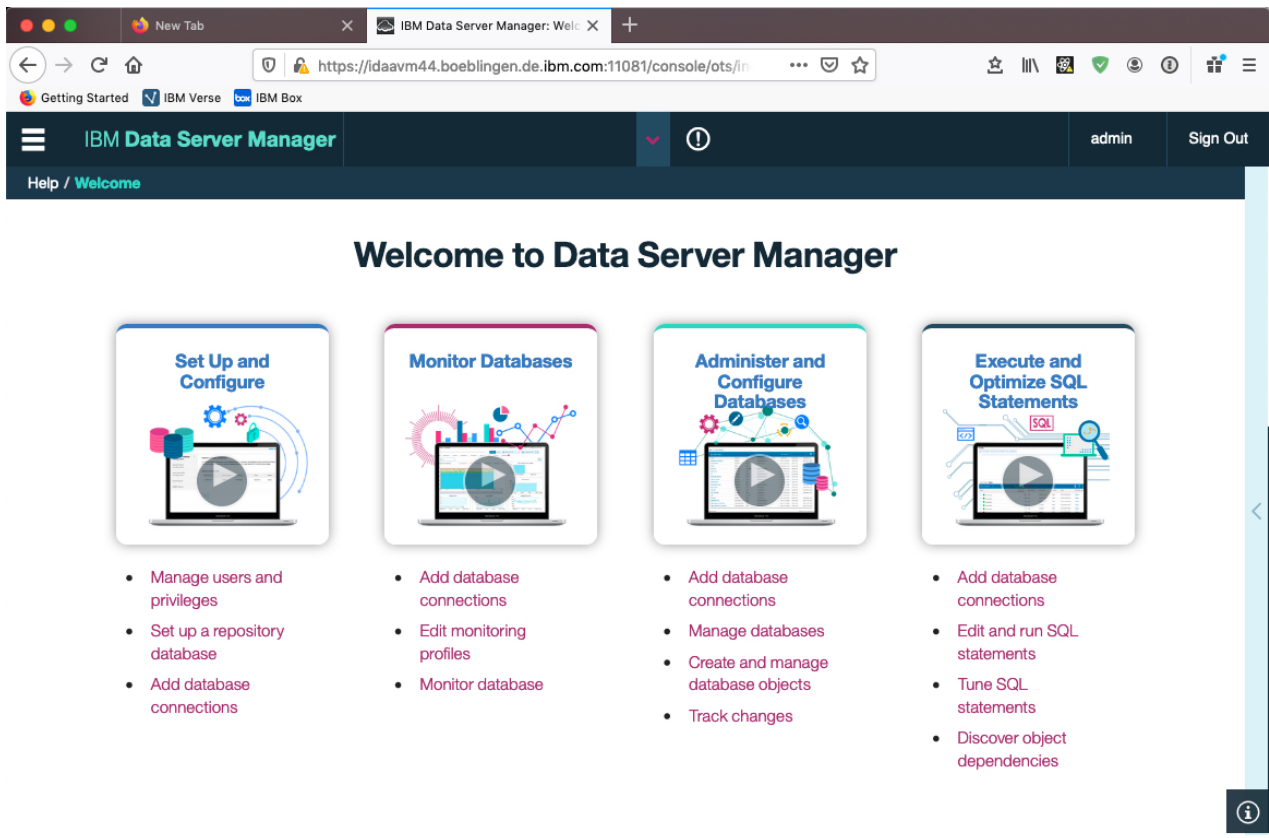 New Tab
IBM Data Server Manager: Welc
https://idaavm44.boeblingen.de.ibm.com:11081/console/ots/in
Getting Started
IBM Verse
box
IBM Box
IBM Data Server Manager
admin
Sign Out
Help / Welcome
Welcome to Data Server Manager
Set Up and
Configure
Manage users and
privileges
Set up a repository
database
Add database
connections
Monitor Databases
Add database
connections
Edit monitoring
profiles
Monitor database
Administer and
Configure
Databases
Add database
connections
Manage databases
Create and manage
database objects
Track changes
Execute and
Optimize SQL
Statements
SQL
Add database
connections
Edit and run SQL
statements
Tune SQL
statements
Discover object
dependencies